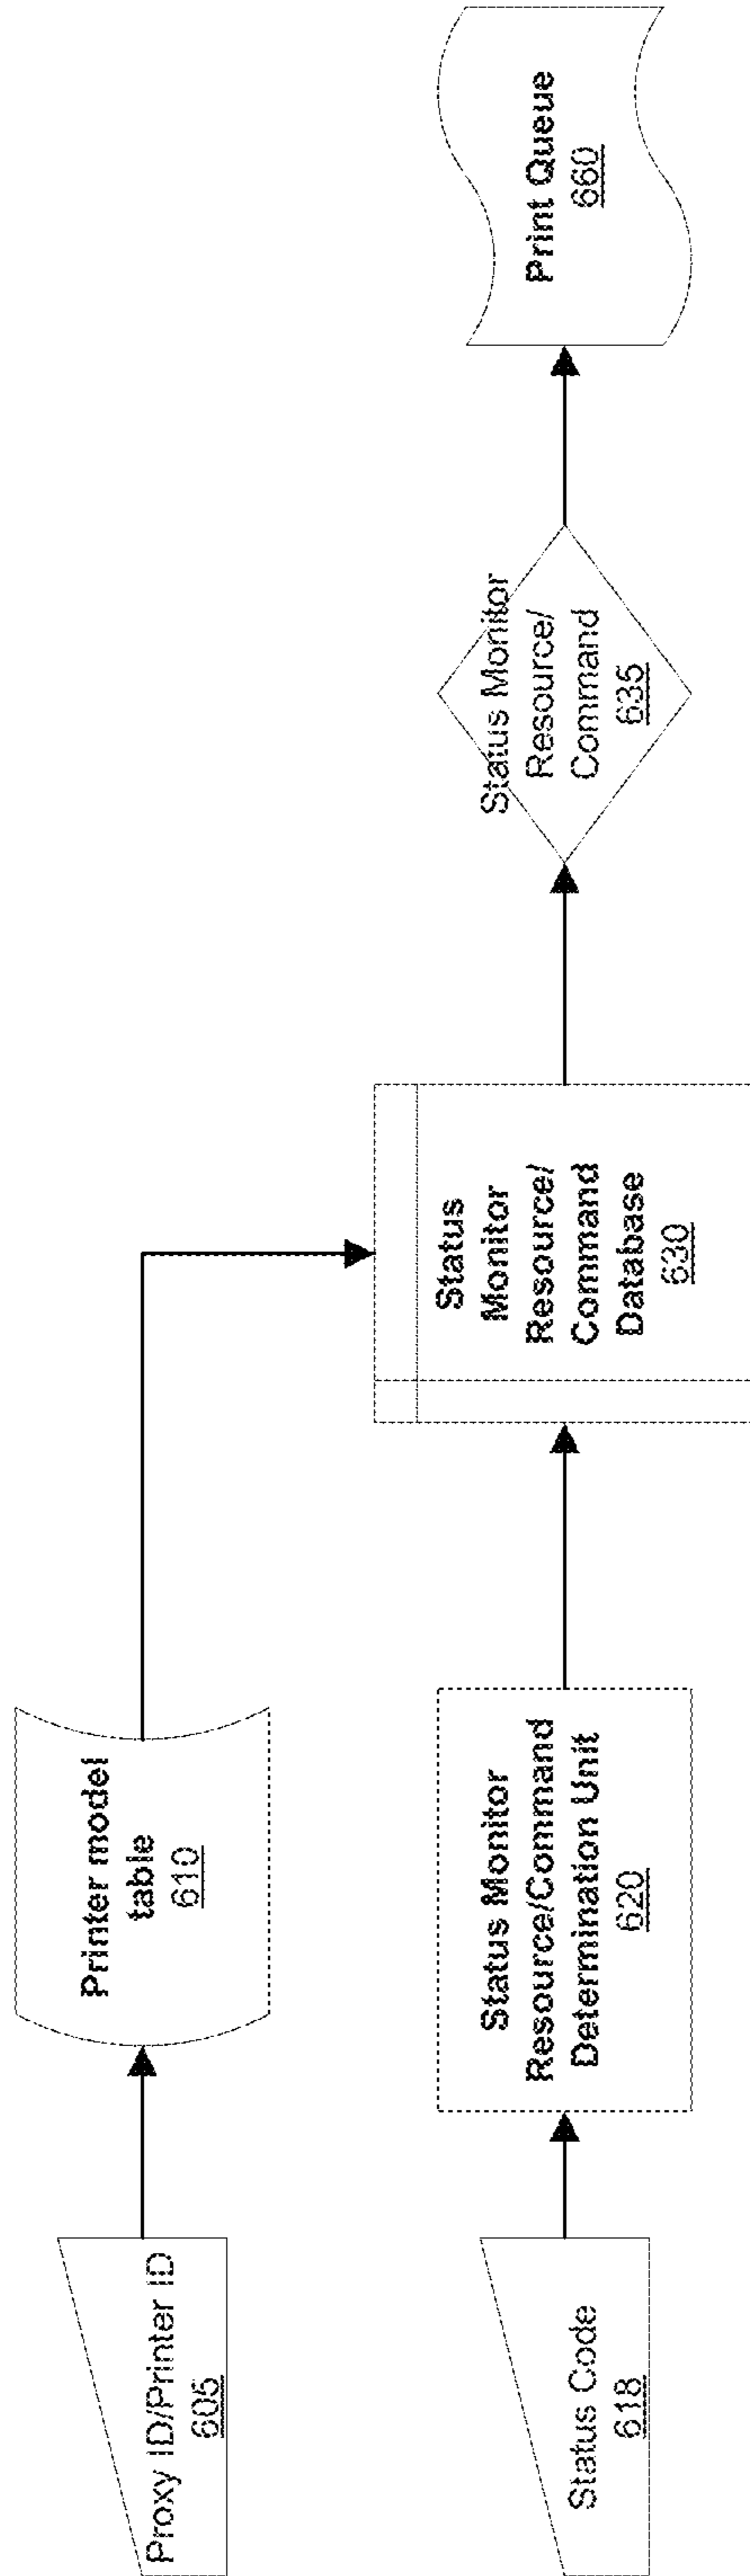 Proxy ID/Printer ID
605
Printer model
table
610
Status Code
618
Status Monitor
Resource/Command
Determination Unit
620
Status
Monitor
Resource/
Command
Database
630
Status Monitor
Resource/
Command
635
Print Queue
660